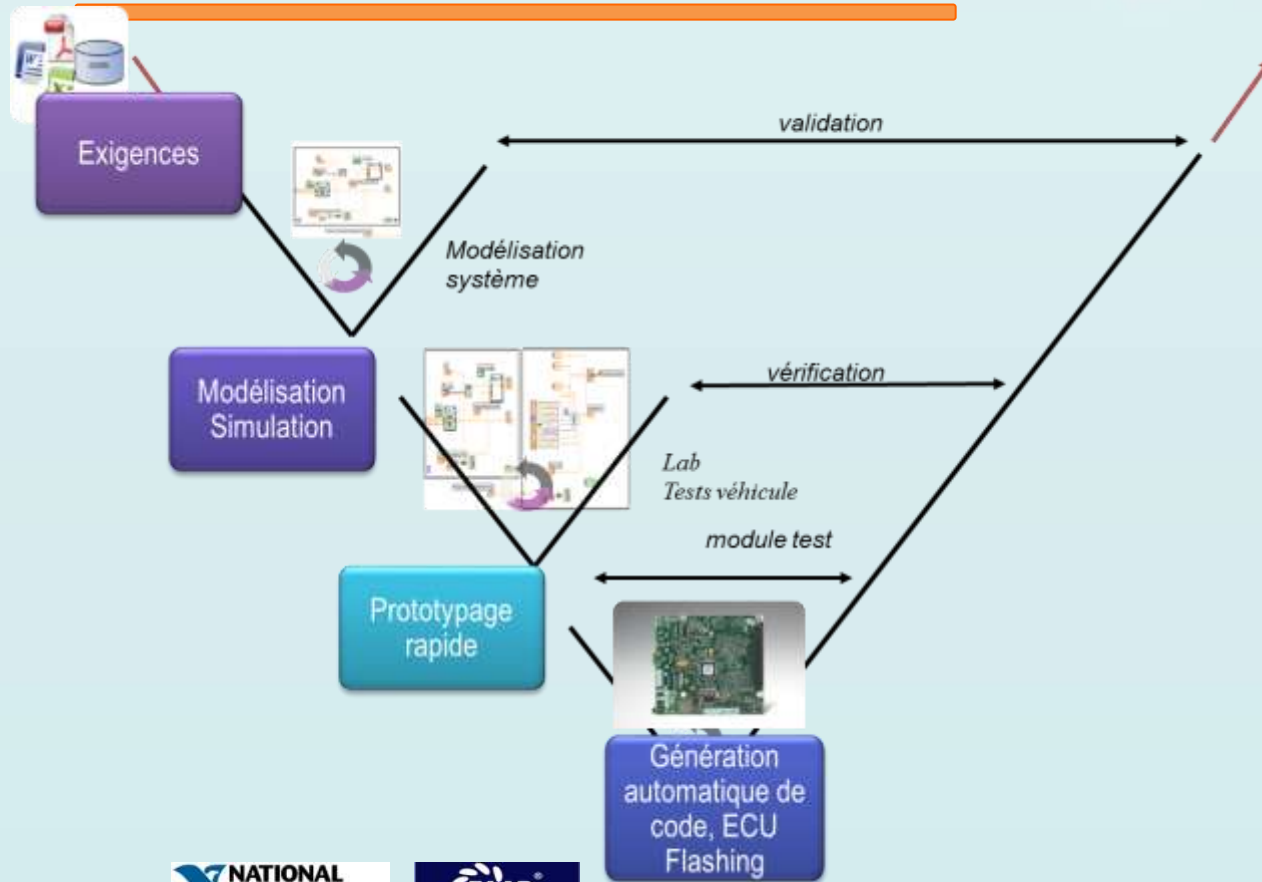 Exigences
validation
Modélisation
système
Modélisation
Simulation
vérification
Lab
Tests véhicule
module test
Prototypage
rapide
Génération
automatique de
code, ECU
Flashing
NATIONAL